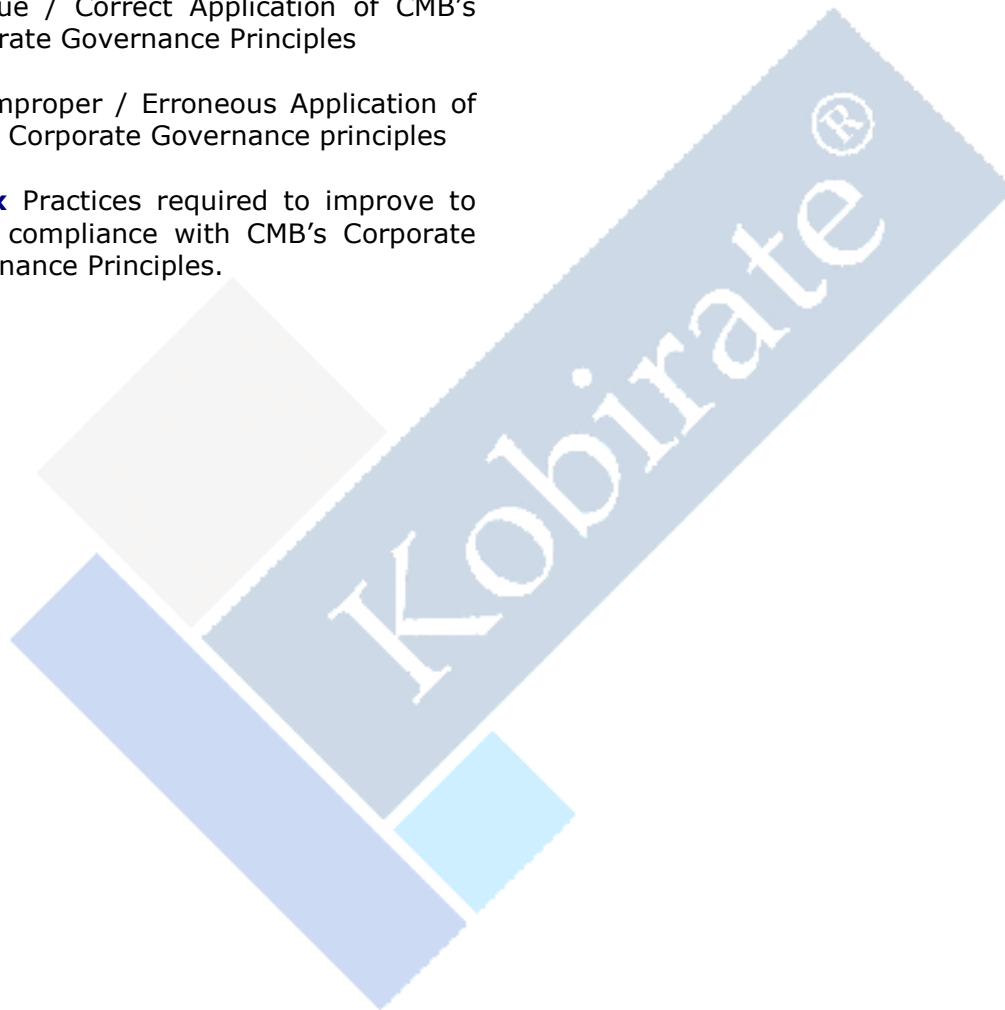 ue / Correct Application of CMB's
rate Governance Principles
mproper / Erroneous Application of
Corporate Governance principles
x Practices required to improve to
compliance with CMB’s Corporate
nance Principles.
Kobirate ®